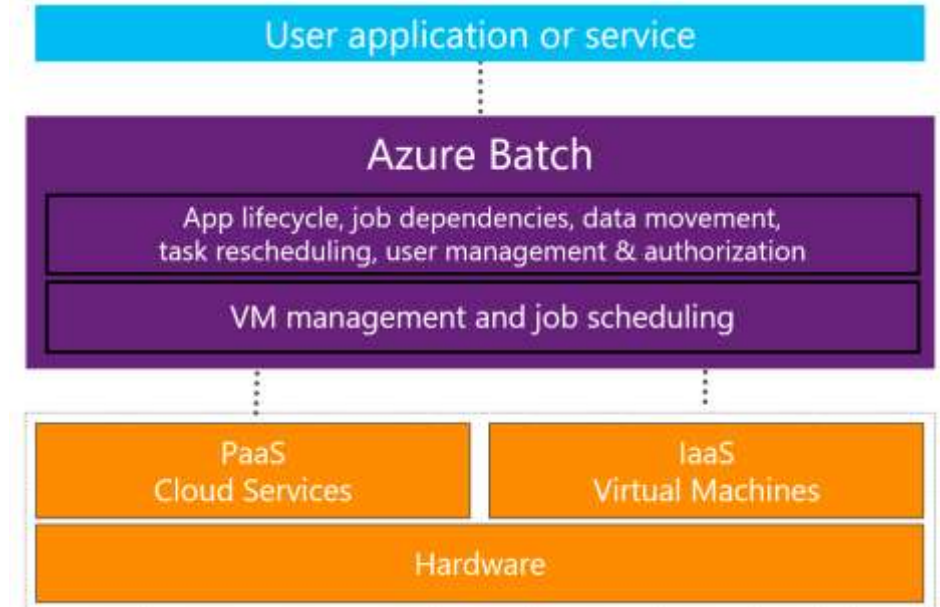 User application or service
Azure Batch
App lifecycle, job dependencies, data movement,
task rescheduling, user management & authorization
VM management and job scheduling
PaaS
Cloud Services
IaaS
Virtual Machines
Hardware